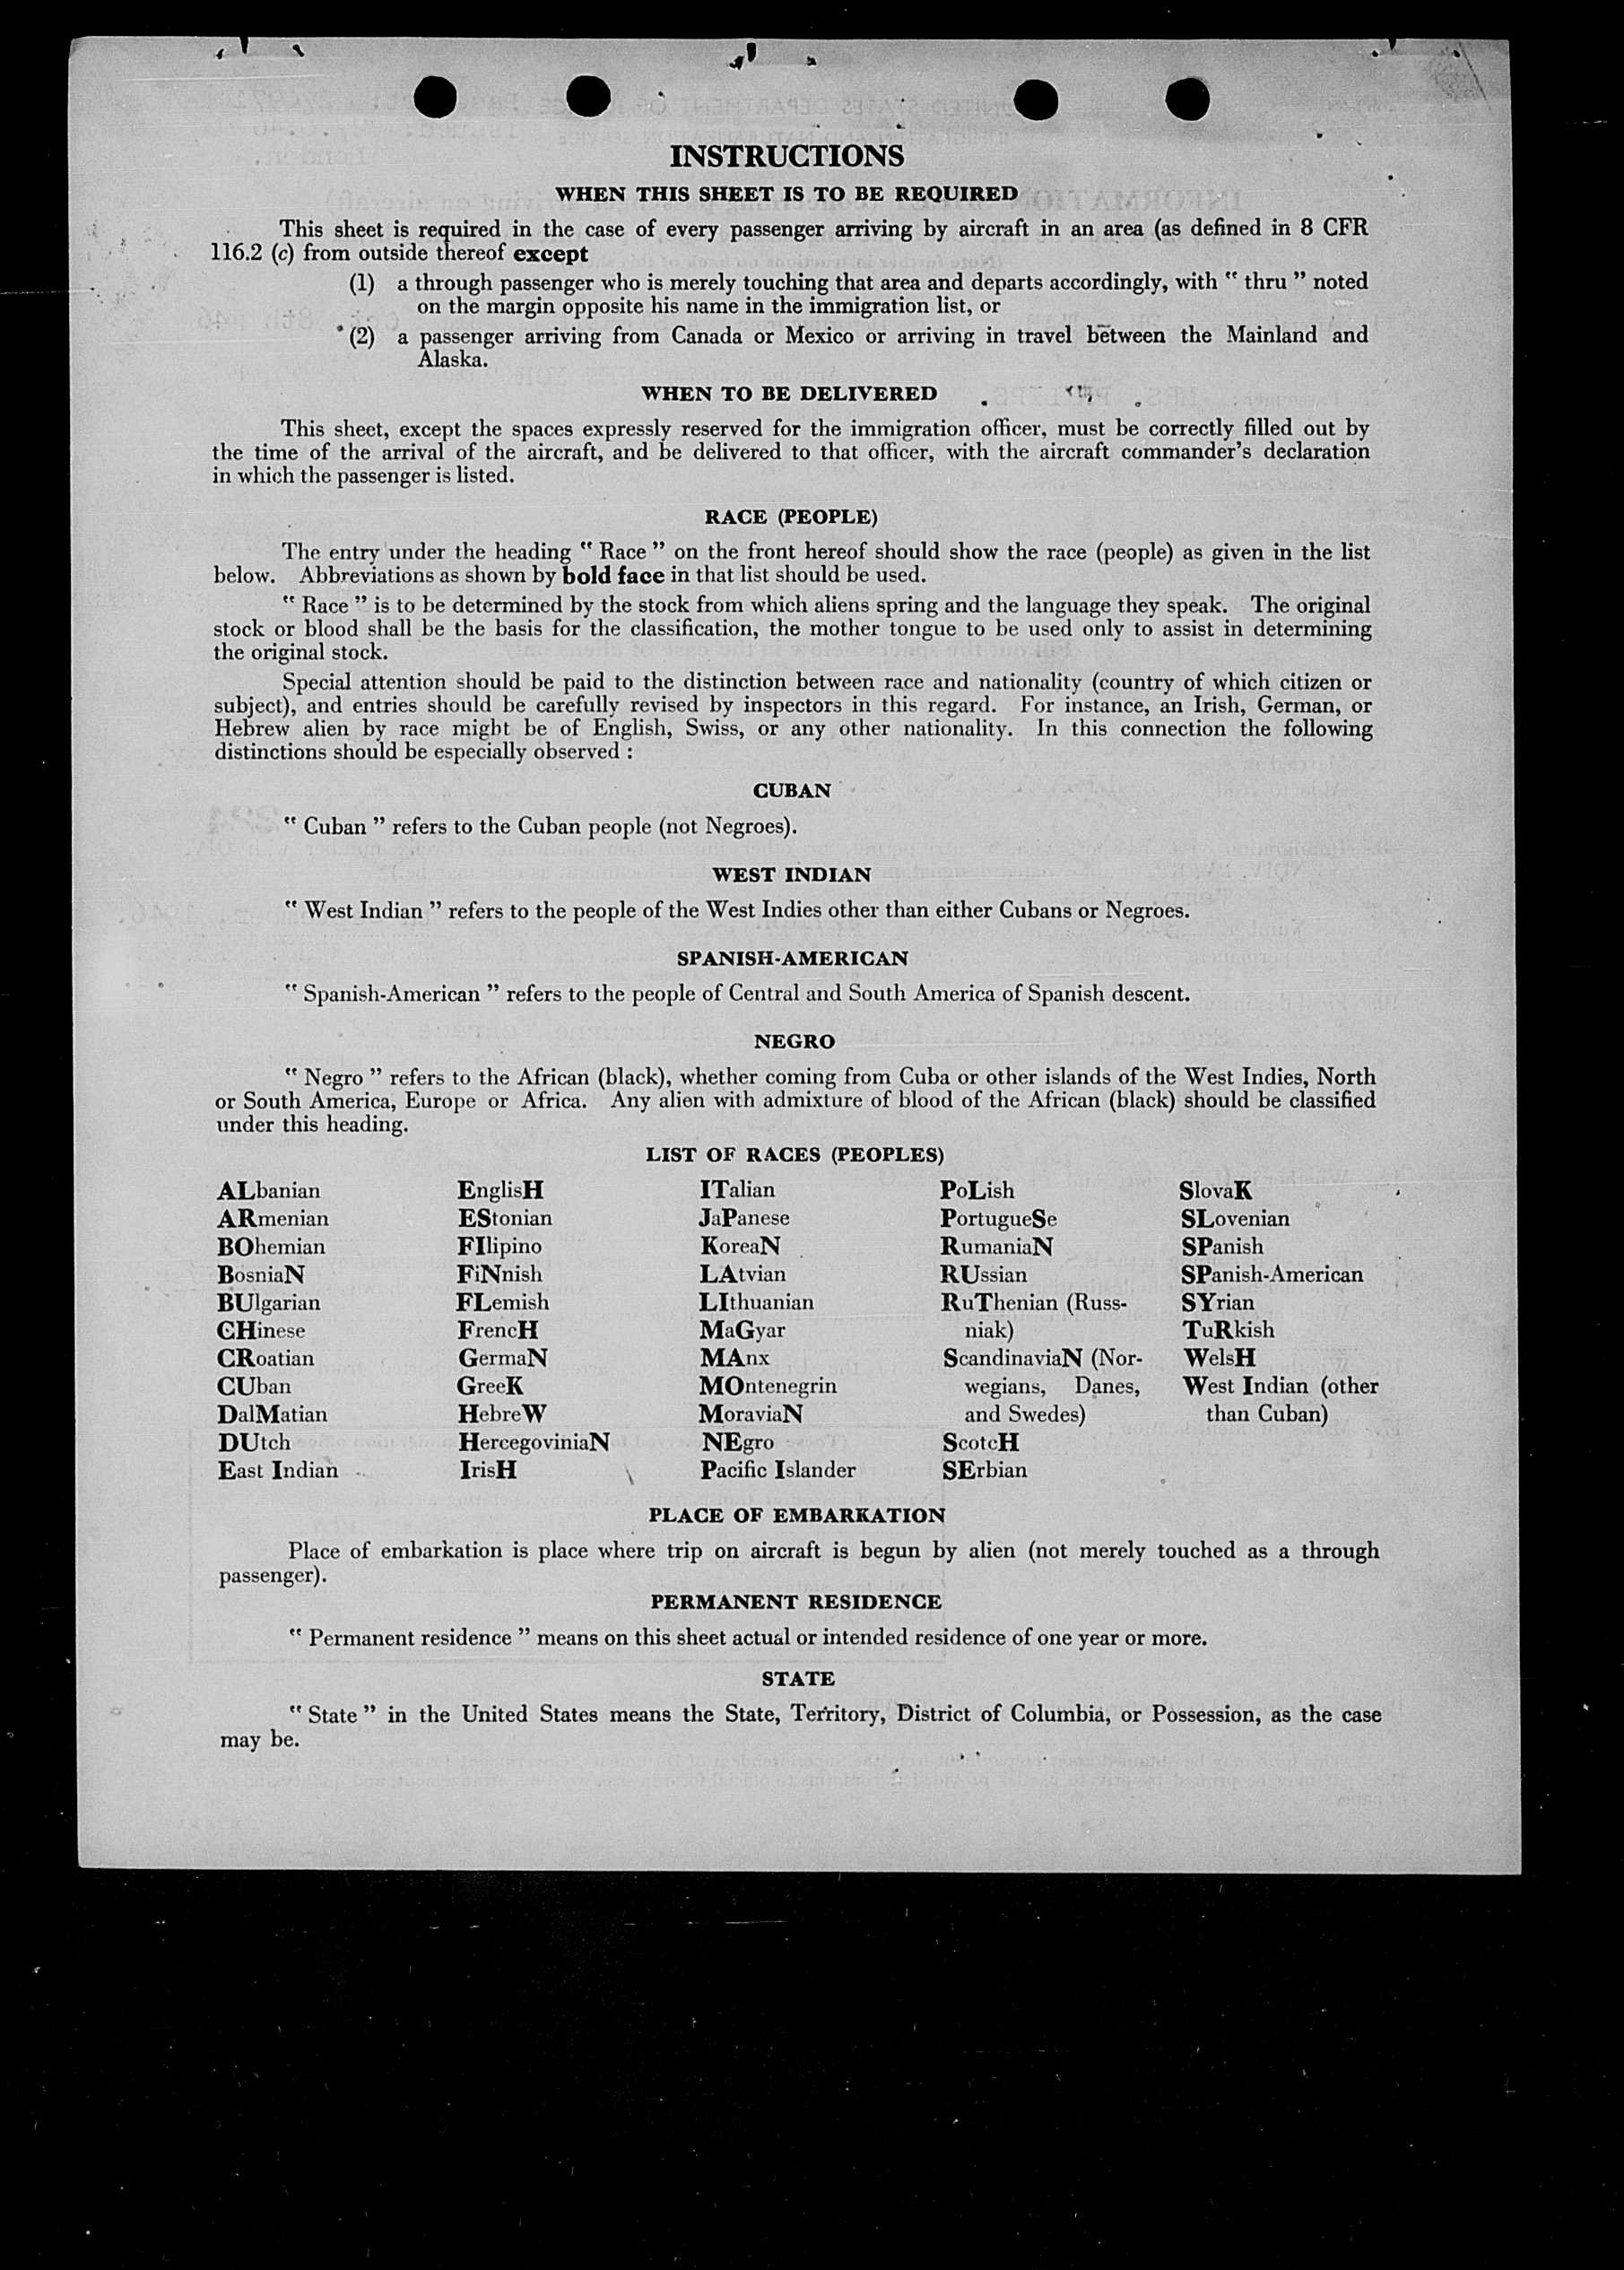 INSTRUCTIONS
WHEN THIS SHEET IS TO BE REQUIRED
This sheet is required in the case of every passenger arriving by aircraft in an area (as defined in 8 CFR
116.2 (c) from outside thereof except
(1) a through passenger who is merely touching that area and departs accordingly, with " thru " noted
on the margin opposite his name in the immigration list, or
(2) a passenger arriving from Canada or Mexico or arriving in travel between the Mainland and
Alaska.
WHEN TO BE DELIVERED
This sheet, except the spaces expressly reserved for the immigration officer, must be correctly filled out by
the time of the arrival of the aircraft, and be delivered to that officer, with the aircraft commander's declaration
in which the passenger is listed.
RACE (PEOPLE)
The entry under the heading " Race " on the front hereof should show the race (people) as given in the list
below. Abbreviations as shown by bold face in that list should be used.
" Race " is to be determined by the stock from which aliens spring and the language they speak. The original
stock or blood shall be the basis for the classification, the mother tongue to be used only to assist in determining
the original stock.
Special attention should be paid to the distinction between race and nationality (country of which citizen or
subject), and entries should be carefully revised by inspectors in this regard. For instance, an Irish, German, or
Hebrew alien by race might be of English, Swiss, or any other nationality. In this connection the following
distinctions should be especially observed :
CUBAN
" Cuban " refers to the Cuban people (not Negroes).
WEST INDIAN
" West Indian " refers to the people of the West Indies other than either Cubans or Negroes.
SPANISH-AMERICAN
" Spanish-American " refers to the people of Central and South America of Spanish descent.
NEGRO
" Negro " refers to the African (black), whether coming from Cuba or other islands of the West Indies, North
or South America, Europe or Africa. Any alien with admixture of blood of the African (black) should be classified
under this heading.
LIST OF RACES (PEOPLES)
ALbanian
ARmenian
BOhemian
BosniaN
BUlgarian
CHinese
CRoatian
CUban
DalMatian
DUtch
East Indian
EnglisH
EStonian
FIlipino
FiNnish
FLemish
FrencH
GermaN
GreeK
HebreW
HercegoviniaN
IrisH
ITalian
JaPanese
KoreaN
LAtvian
LIthuanian
MaGyar
MAnx
MOntenegrin
MoraviaN
NEgro
Pacific Islander
PoLish
PortugueSe
RumaniaN
RUssian
RuThenian (Russ-
niak)
ScandinaviaN (Nor-
wegians, Danes,
and Swedes)
ScotcH
SErbian
SlovaK
SLovenian
SPanish
SPanish-American
SYrian
TuRkish
WelsH
West Indian (other
than Cuban)
PLACE OF EMBARKATION
Place of embarkation is place where trip on aircraft is begun by alien (not merely touched as a through
passenger).
PERMANENT RESIDENCE
" Permanent residence " means on this sheet actual or intended residence of one year or more.
STATE
" State " in the United States means the State, Territory, District of Columbia, or Possession, as the case
may be.